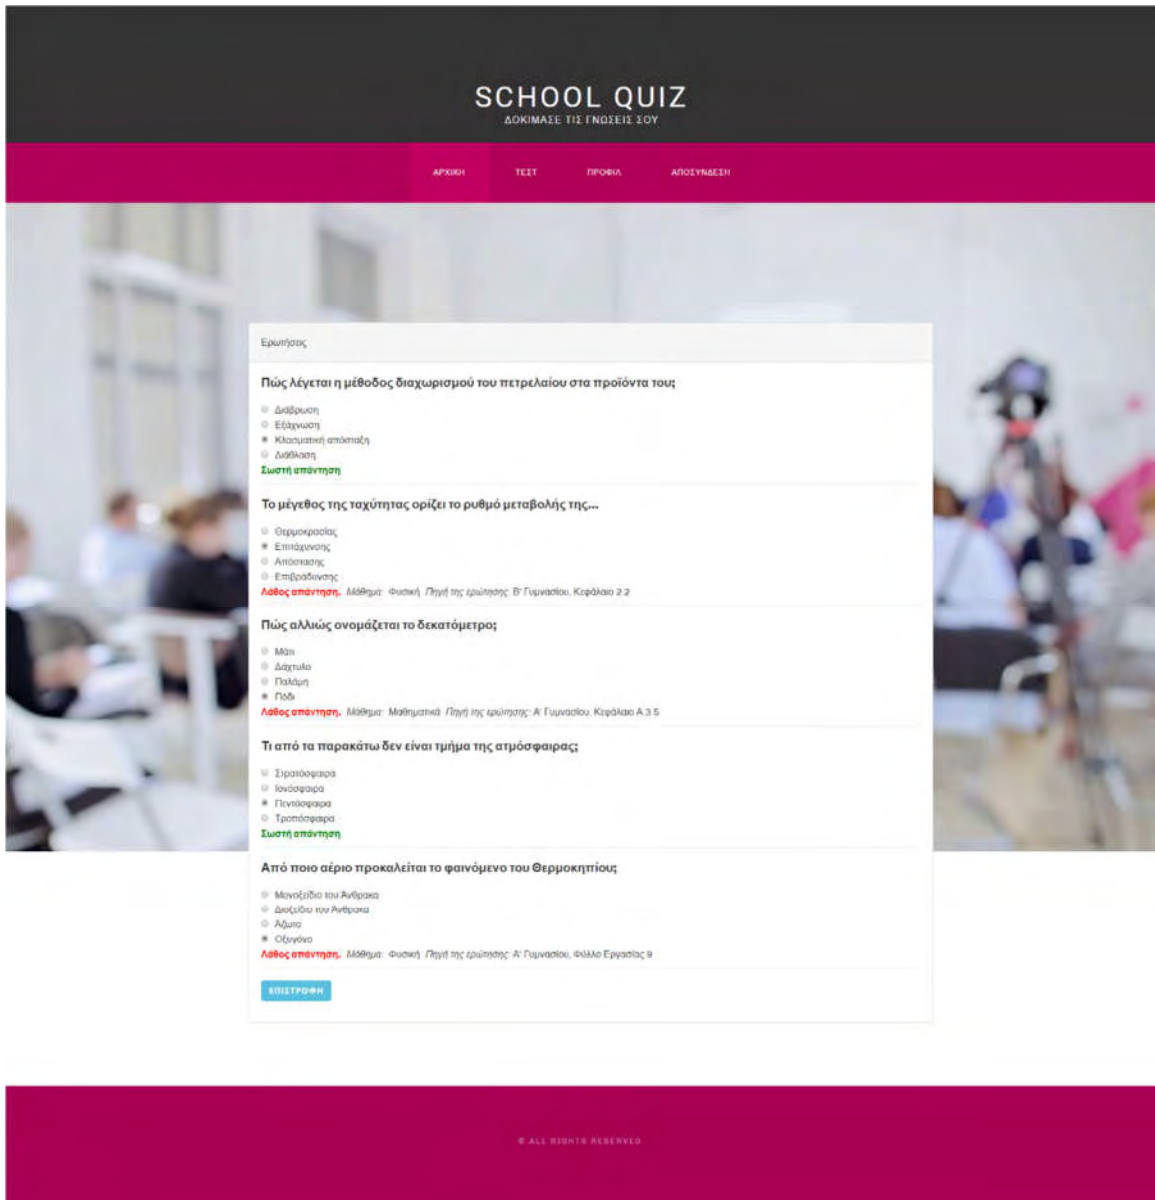 SCHOOL QUIZ
ΔΟΚΙΜΑΣΕ ΤΙΣ ΓΝΩΣΕΙΣ ΣΟΥ
ΑΡΧΙΚΗ ΤΕΣΤ ΠΡΟΦΙΛ ΑΠΟΣΥΝΔΕΣΗ
Ερωτήσεις
Πώς λέγεται η μέθοδος διαχωρισμού του πετρελαίου στα προϊόντα του;
Διάβρωση
Εξάχνωση
Κλασματική απόσταξη
Διάθλαση
Σωστή απάντηση
Το μέγεθος της ταχύτητας ορίζει το ρυθμό μεταβολής της...
Θερμοκρασίας
Επιτάχυνσης
Απόστασης
Επιβράδυνσης
Λάθος απάντηση. Μάθημα: Φυσική Πηγή της ερώτησης: Β' Γυμνασίου, Κεφάλαιο 2.2
Πώς αλλιώς ονομάζεται το δεκατόμετρο;
Μάτι
Δάχτυλο
Παλάμη
Πόδι
Λάθος απάντηση. Μάθημα: Μαθηματικά Πηγή της ερώτησης: Α' Γυμνασίου, Κεφάλαιο Α.3.5
Τι από τα παρακάτω δεν είναι τμήμα της ατμόσφαιρας;
Στρατόσφαιρα
Ιονόσφαιρα
Πεντόσφαιρα
Τροπόσφαιρα
Σωστή απάντηση
Από ποιο αέριο προκαλείται το φαινόμενο του Θερμοκηπίου;
Μονοξείδιο του Άνθρακα
Διοξείδιο του Άνθρακα
Άζωτο
Οξυγόνο
Λάθος απάντηση. Μάθημα: Φυσική Πηγή της ερώτησης: Α' Γυμνασίου, Φύλλο Εργασίας 9
ΕΠΙΣΤΡΟΦΗ
© ALL RIGHTS RESERVED